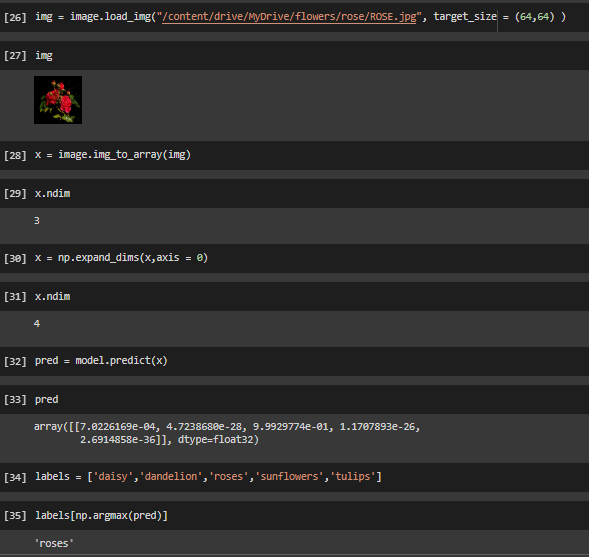 [26] img = image.load_img("/content/drive/MyDrive/flowers/rose/ROSE.jpg", target_size = (64,64) )
[27] img
[28] x = image.img_to_array(img)
[29] x.ndim
3
[30] x = np.expand_dims(x,axis = 0)
[31] x.ndim
4
[32] pred = model.predict(x)
[33] pred
array([[7.0226169e-04, 4.7238680e-28, 9.9929774e-01, 1.1707893e-26,
2.6914858e-36]], dtype=float32)
[34] labels = ['daisy','dandelion','roses','sunflowers','tulips']
[35] labels[np.argmax(pred)]
'roses'